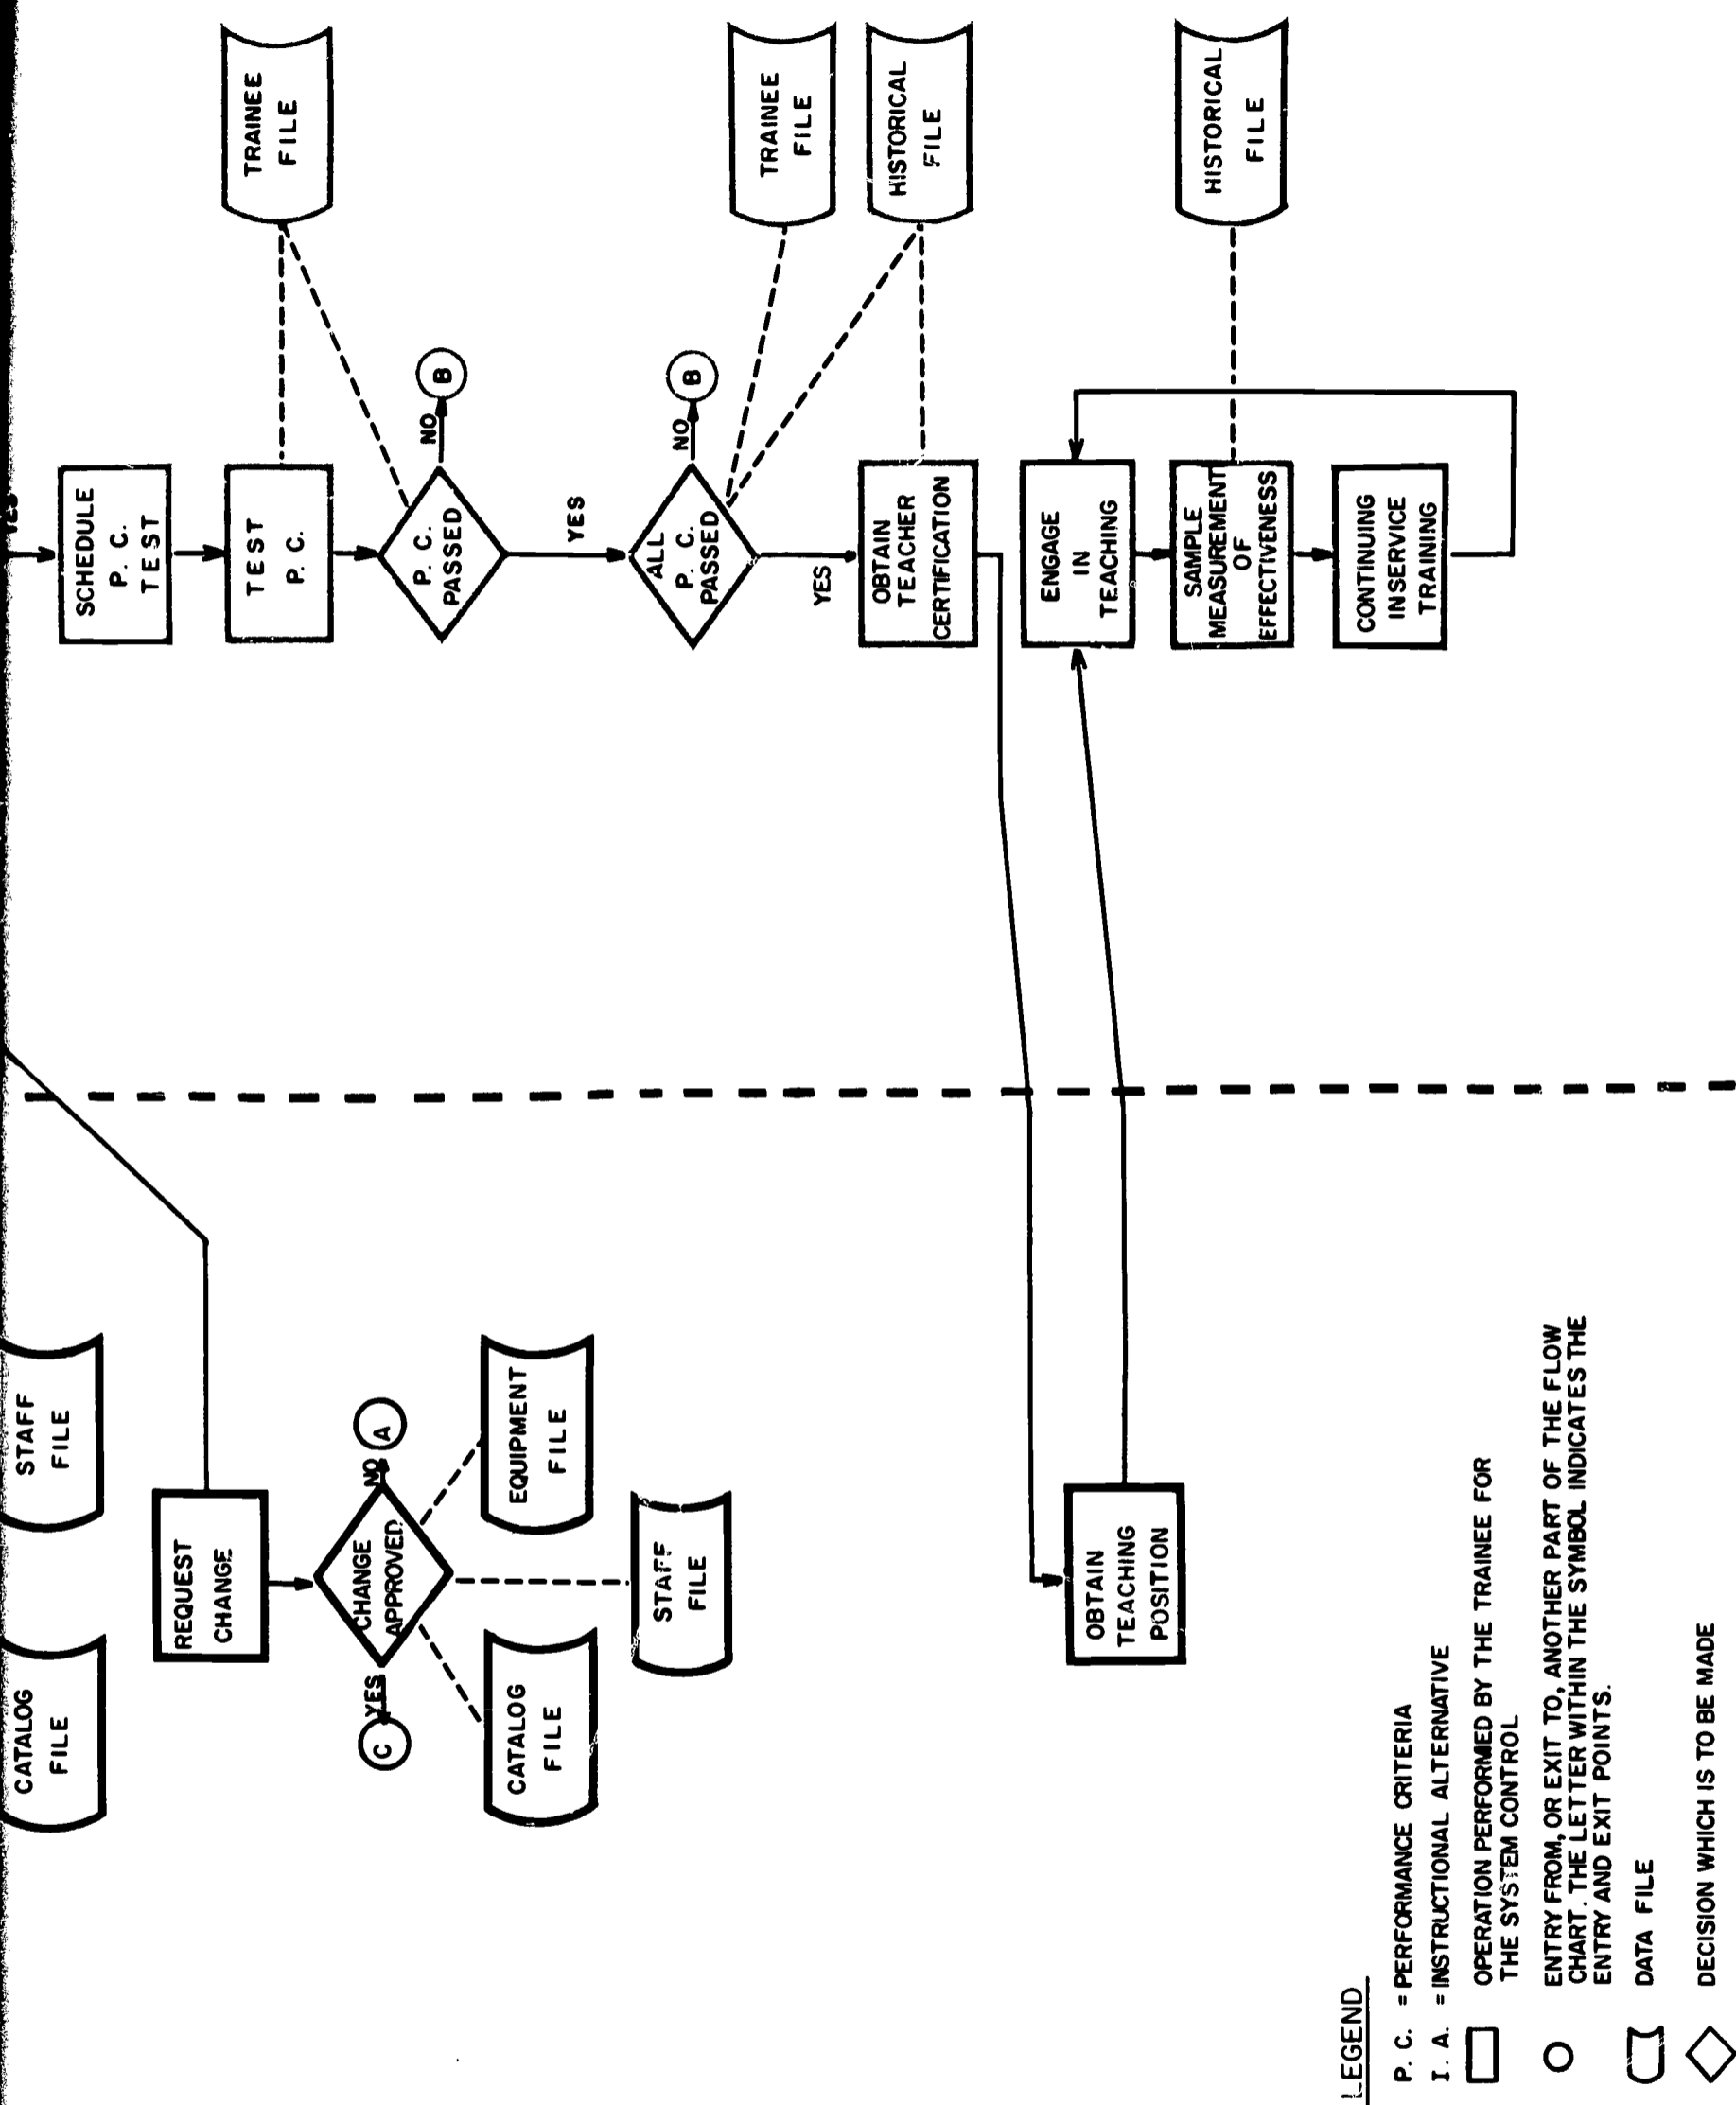 YES
SCHEDULE
P. C.
TEST
TRAINEE
FILE
TEST
P. C.
P. C.
PASSED
NO
B
YES
ALL
P. C.
PASSED
NO
B
TRAINEE
FILE
HISTORICAL
FILE
YES
OBTAIN
TEACHER
CERTIFICATION
ENGAGE
IN
TEACHING
SAMPLE
MEASUREMENT
OF
EFFECTIVENESS
HISTORICAL
FILE
CONTINUING
INSERVICE
TRAINING
CATALOG
FILE
STAFF
FILE
REQUEST
CHANGE
CHANGE
APPROVED
NO
A
YES
C
CATALOG
FILE
EQUIPMENT
FILE
STAFF
FILE
OBTAIN
TEACHING
POSITION
LEGEND
P. C. = PERFORMANCE CRITERIA
I. A. = INSTRUCTIONAL ALTERNATIVE
OPERATION PERFORMED BY THE TRAINEE FOR
THE SYSTEM CONTROL
ENTRY FROM, OR EXIT TO, ANOTHER PART OF THE FLOW
CHART. THE LETTER WITHIN THE SYMBOL INDICATES THE
ENTRY AND EXIT POINTS.
DATA FILE
DECISION WHICH IS TO BE MADE